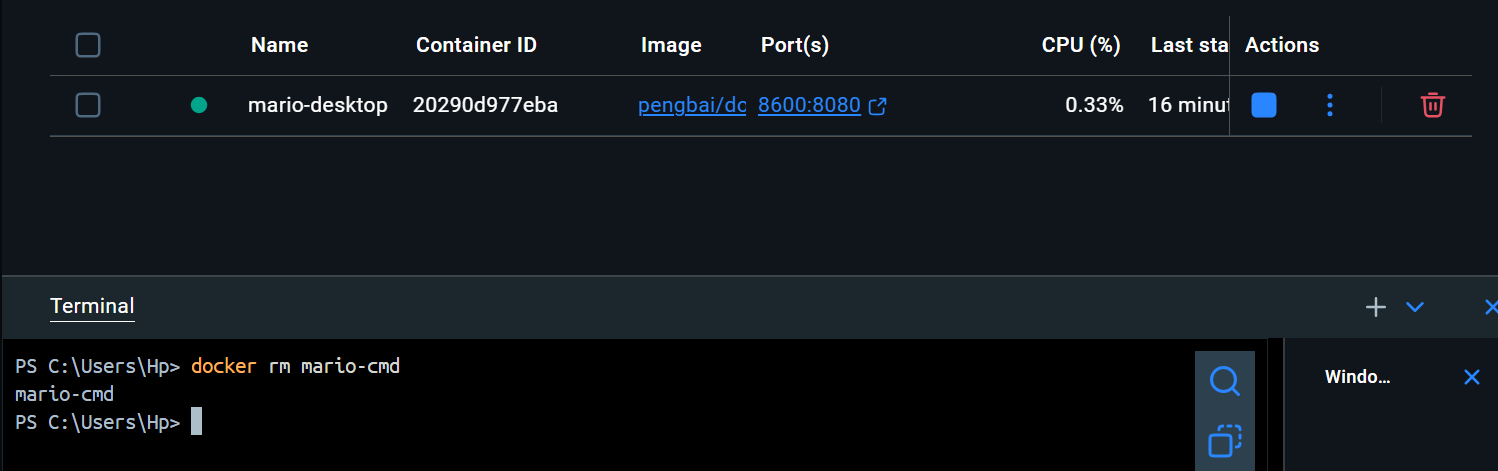 Name Container ID Image Port(s) CPU (%) Last sta Actions
mario-desktop 20290d977eba pengbai/do 8600:8080 0.33% 16 minut
Terminal
PS C:\Users\Hp> docker rm mario-cmd
mario-cmd
PS C:\Users\Hp>
Windo...